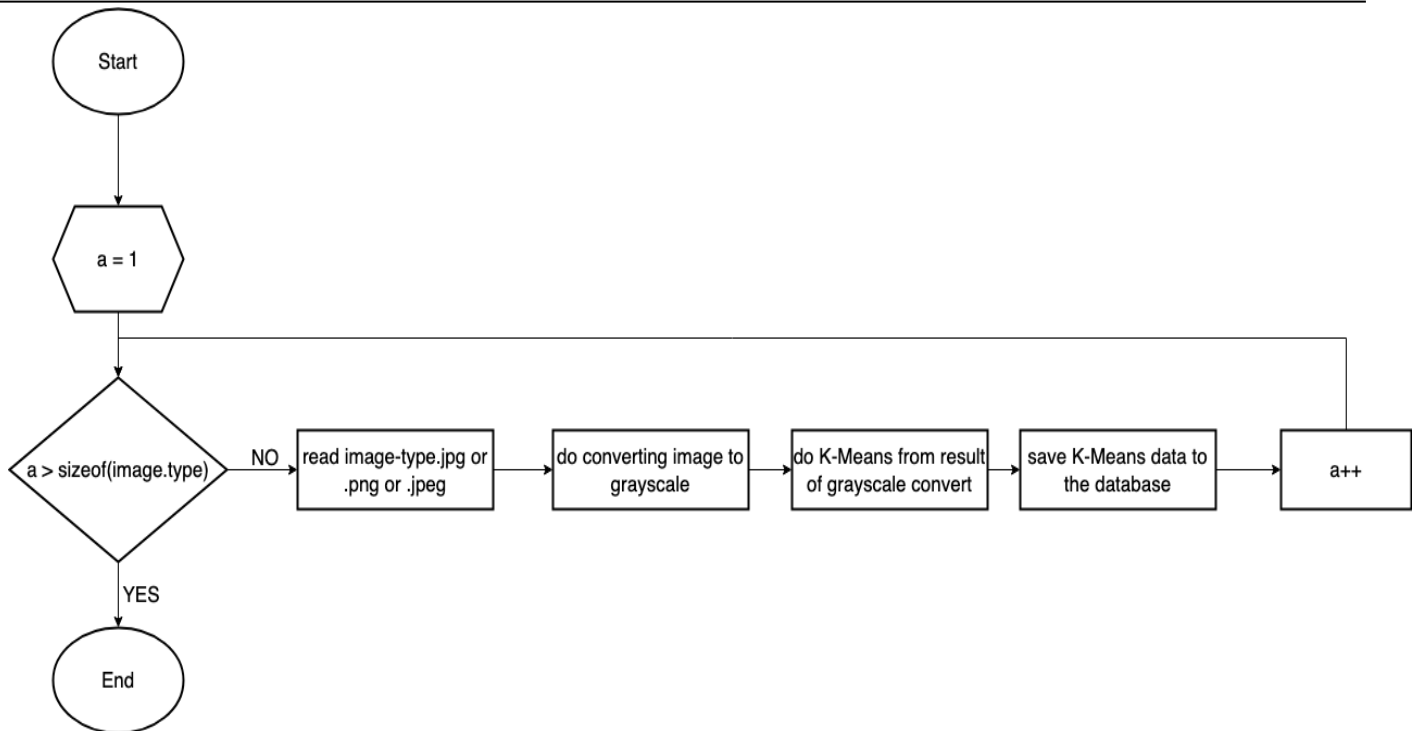 Start
a = 1
a > sizeof(image.type)
NO
read image-type.jpg or
.png or .jpeg
do converting image to
grayscale
do K-Means from result
of grayscale convert
save K-Means data to
the database
a++
YES
End